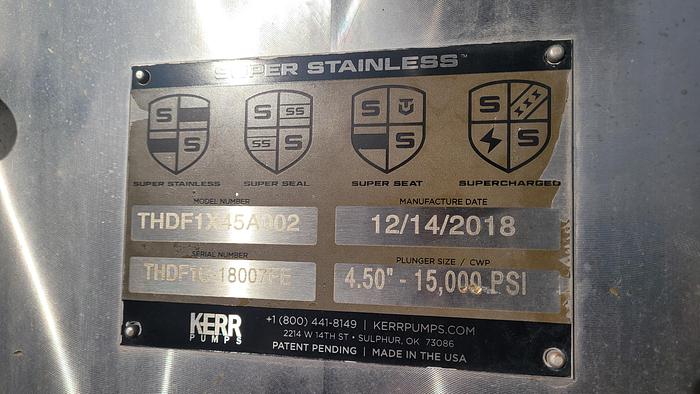 SUPER STAINLESS™
S S
S SS SS S
S S
S S
SUPER STAINLESS SUPER SEAL SUPER SEAT SUPERCHARGED
MODEL NUMBER MANUFACTURE DATE
THDF1X45A002 12/14/2018
SERIAL NUMBER PLUNGER SIZE / CWP
4.50" - 15,000 PSI
KERR PUMPS
+1 (800) 441-8149 | KERRPUMPS.COM
2214 W 14TH ST • SULPHUR, OK 73086
PATENT PENDING | MADE IN THE USA